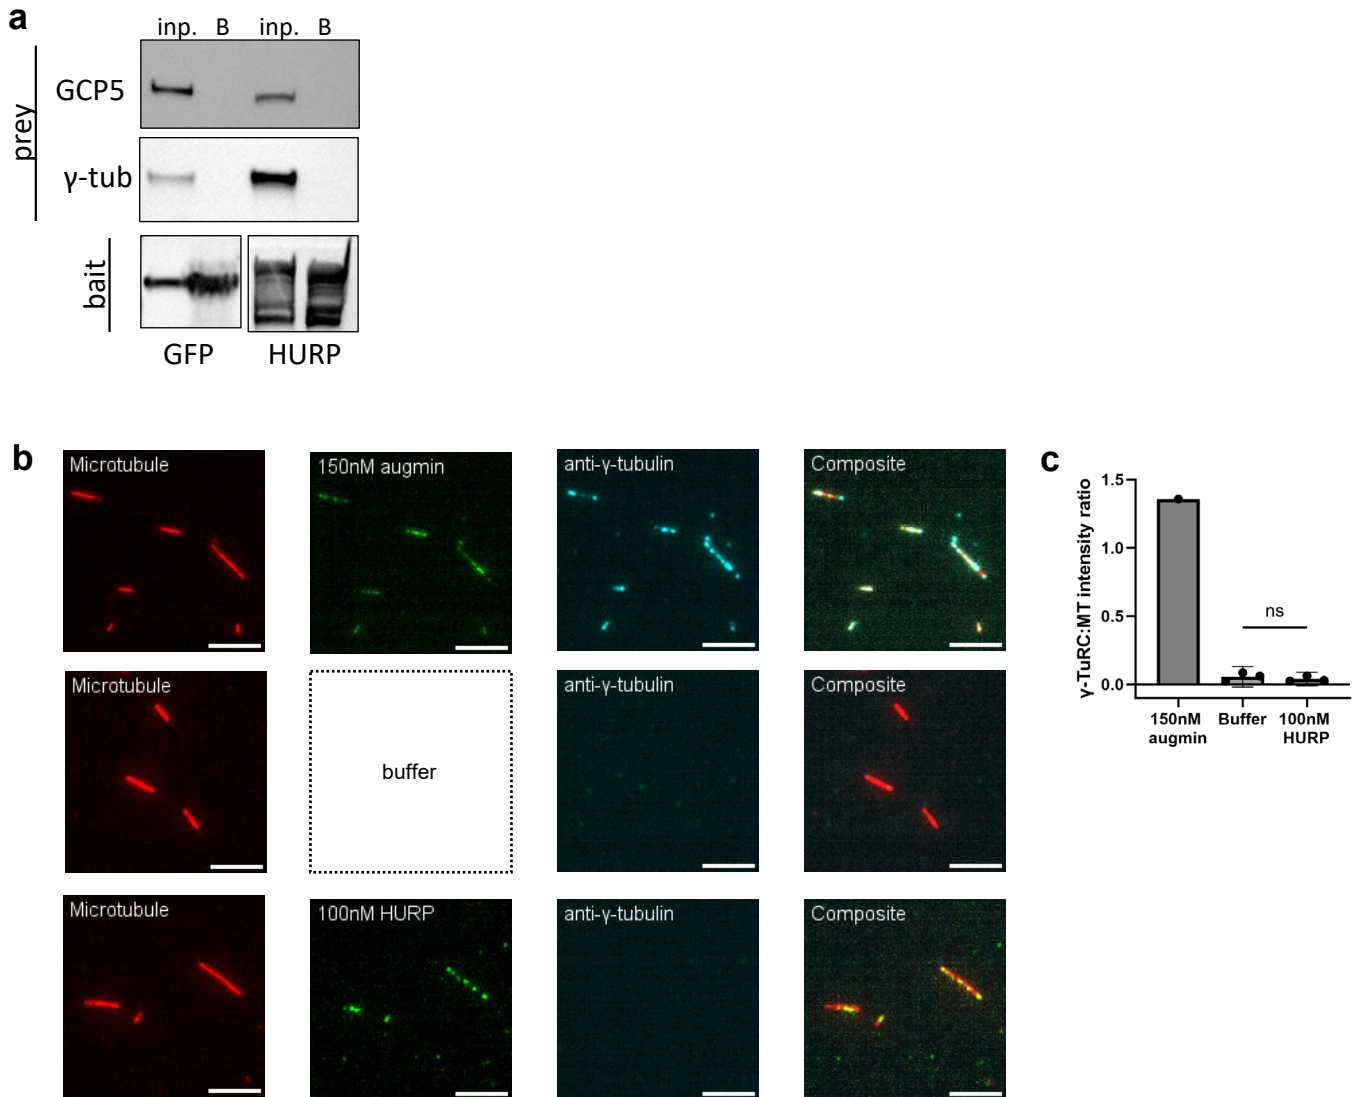 a
inp. B inp. B
prey
GCP5
γ-tub
bait
GFP HURP
b
Microtubule 150nM augmin anti-γ-tubulin Composite
Microtubule buffer anti-γ-tubulin Composite
Microtubule 100nM HURP anti-γ-tubulin Composite
c
γ-TuRC:MT intensity ratio
1.5
1.0
0.5
0.0
ns
150nM Buffer 100nM
augmin HURP